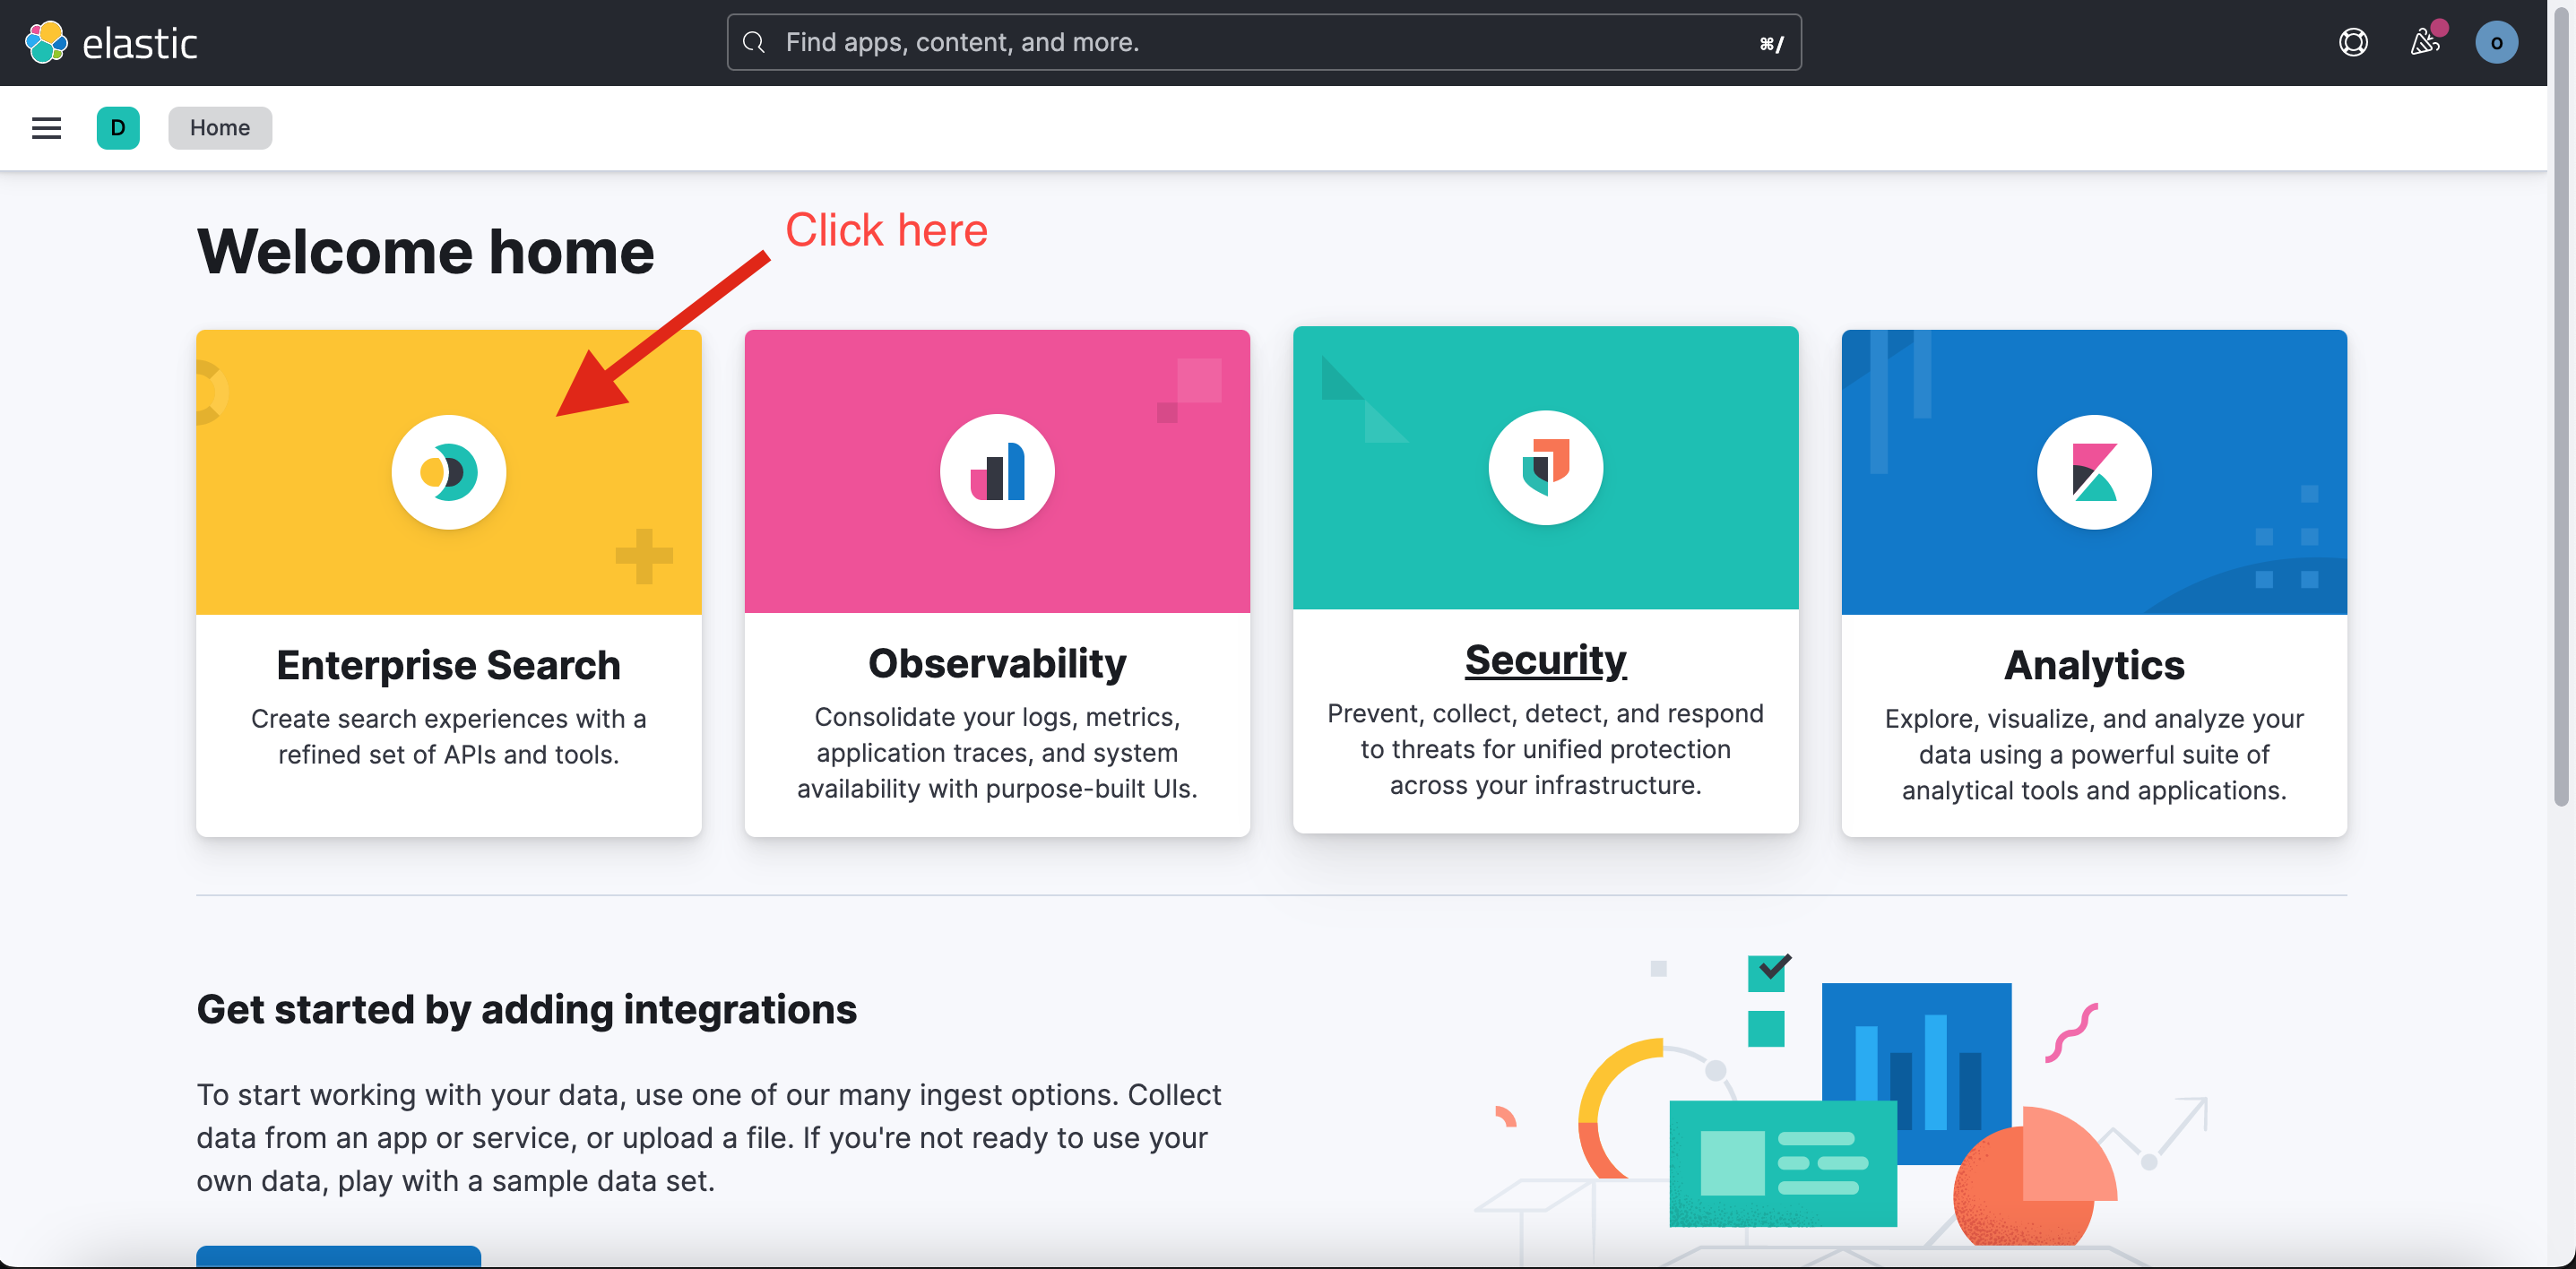 elastic
Find apps, content, and more.
⌘/
o
D
Home
Click here
Welcome home
Enterprise Search
Create search experiences with a
refined set of APIs and tools.
Observability
Consolidate your logs, metrics,
application traces, and system
availability with purpose-built UIs.
Security
Prevent, collect, detect, and respond
to threats for unified protection
across your infrastructure.
Analytics
Explore, visualize, and analyze your
data using a powerful suite of
analytical tools and applications.
Get started by adding integrations
To start working with your data, use one of our many ingest options. Collect
data from an app or service, or upload a file. If you're not ready to use your
own data, play with a sample data set.